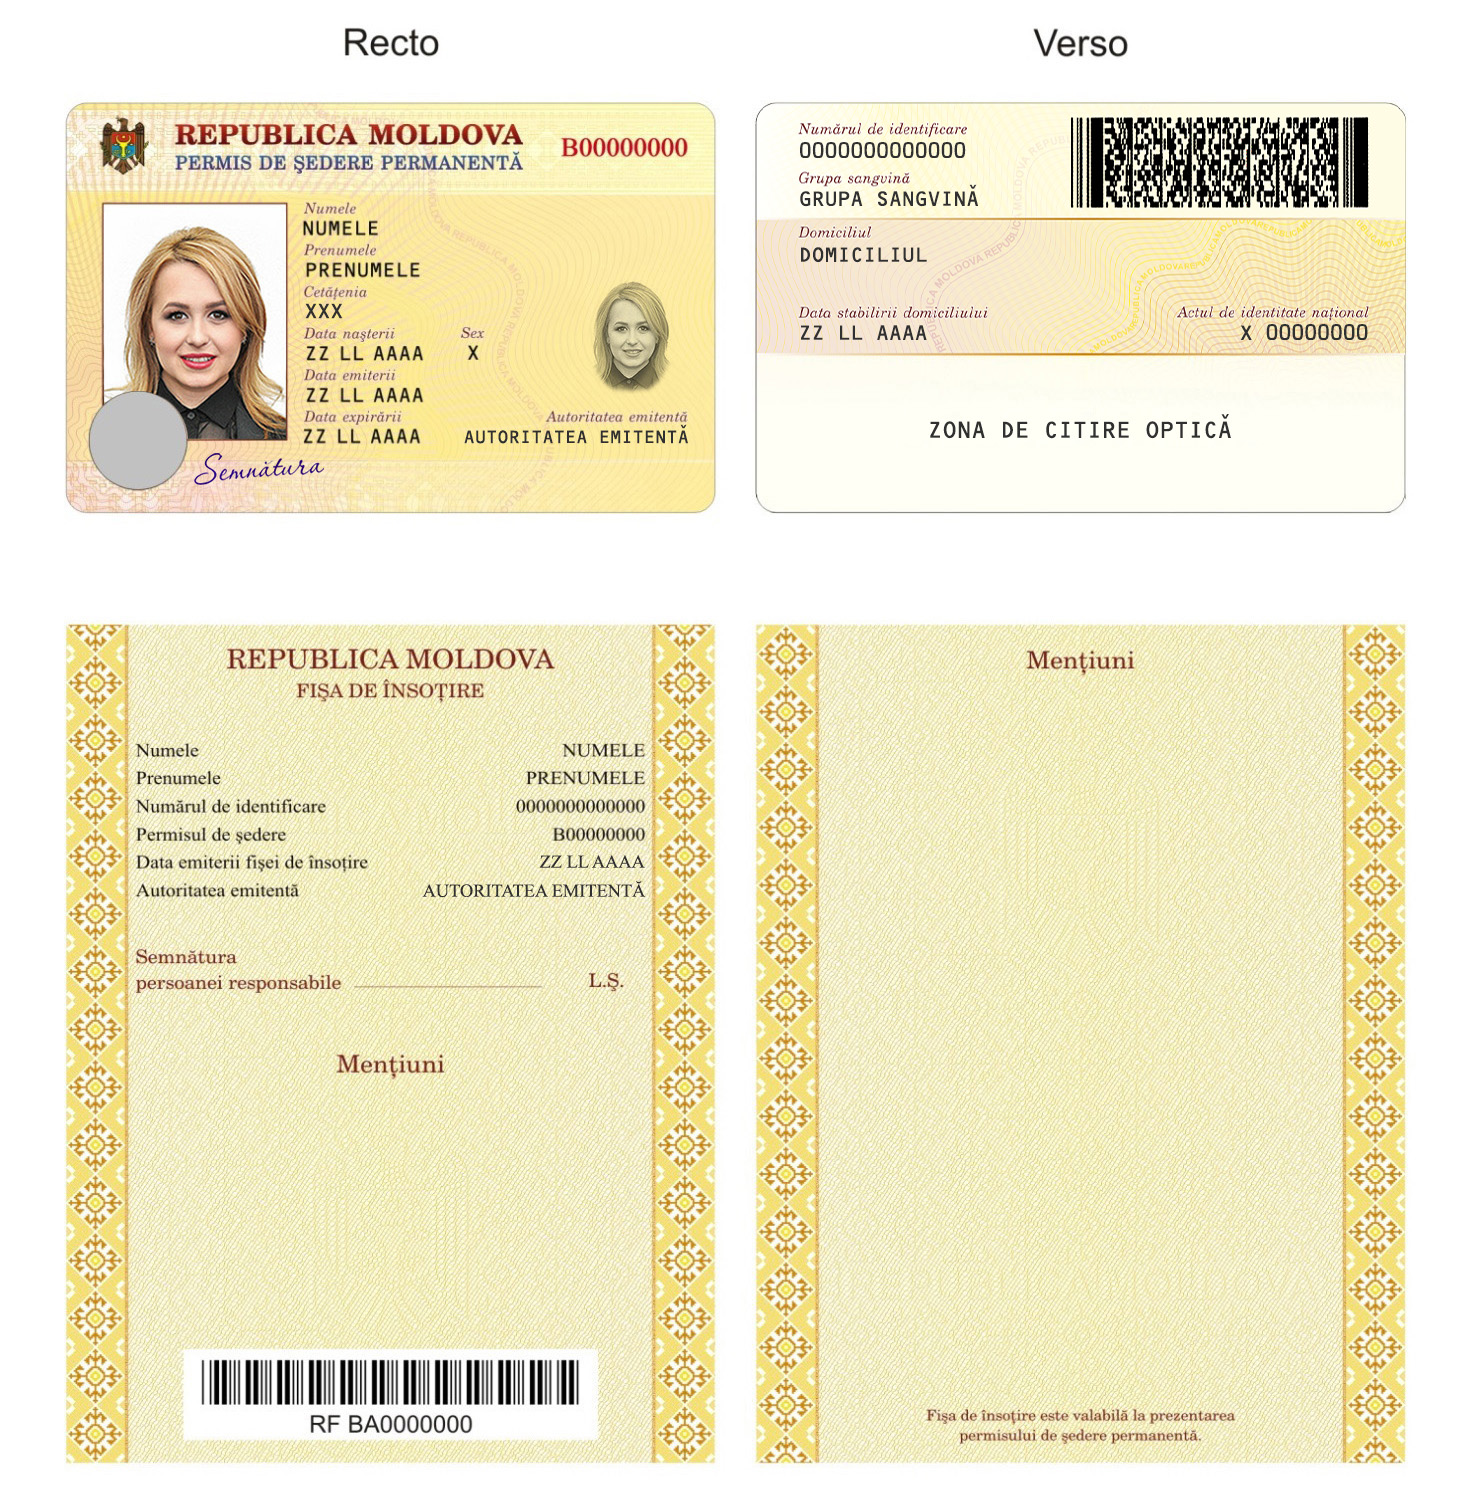 Recto
Verso
REPUBLICA MOLDOVA
PERMIS DE ŞEDERE PERMANENTĂ
B00000000
Numele
NUMELE
Prenumele
PRENUMELE
Cetăţenia
XXX
Data naşterii
Sex
ZZ LL AAAA
X
Data emiterii
ZZ LL AAAA
Data expirării
Autoritatea emitentă
ZZ LL AAAA
AUTORITATEA EMITENTĂ
Semnătura
Numărul de identificare
0000000000000
Grupa sangvină
GRUPA SANGVINĂ
Domiciliul
DOMICILIUL
Data stabilirii domiciliului
Actul de identitate naţional
ZZ LL AAAA
X 00000000
ZONA DE CITIRE OPTICĂ
REPUBLICA MOLDOVA
FIŞA DE ÎNSOŢIRE
Numele NUMELE
Prenumele PRENUMELE
Numărul de identificare 0000000000000
Permisul de şedere B00000000
Data emiterii fişei de însoţire ZZ LL AAAA
Autoritatea emitentă AUTORITATEA EMITENTĂ
Semnătura
persoanei responsabile L.Ş.
Menţiuni
RF BA0000000
Menţiuni
Fişa de însoţire este valabilă la prezentarea
permisului de şedere permanentă.